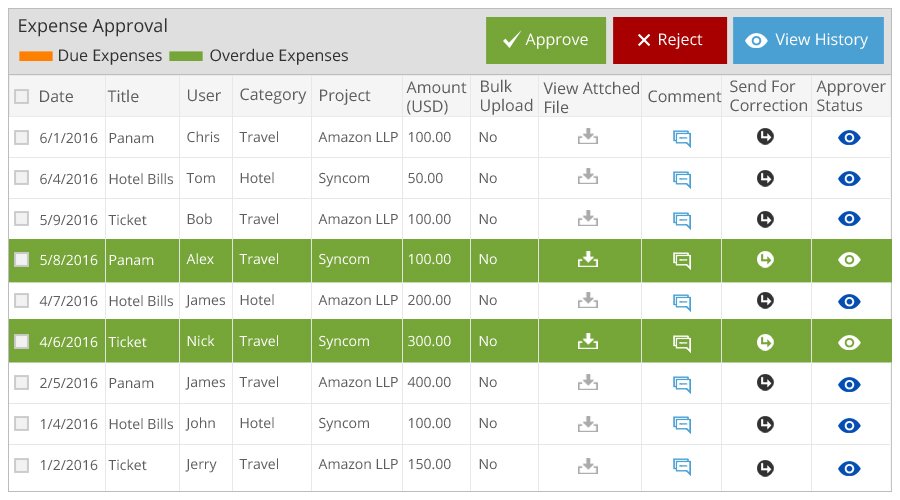 Expense Approval
Due Expenses Overdue Expenses
Approve Reject View History
Date Title User Category Project Amount (USD) Bulk Upload View Attched File Comment Send For Correction Approver Status
6/1/2016 Panam Chris Travel Amazon LLP 100.00 No
6/4/2016 Hotel Bills Tom Hotel Syncom 50.00 No
5/9/2016 Ticket Bob Travel Amazon LLP 100.00 No
5/8/2016 Panam Alex Travel Syncom 100.00 No
4/7/2016 Hotel Bills James Hotel Amazon LLP 200.00 No
4/6/2016 Ticket Nick Travel Syncom 300.00 No
2/5/2016 Panam James Travel Amazon LLP 400.00 No
1/4/2016 Hotel Bills John Hotel Syncom 100.00 No
1/2/2016 Ticket Jerry Travel Amazon LLP 150.00 No